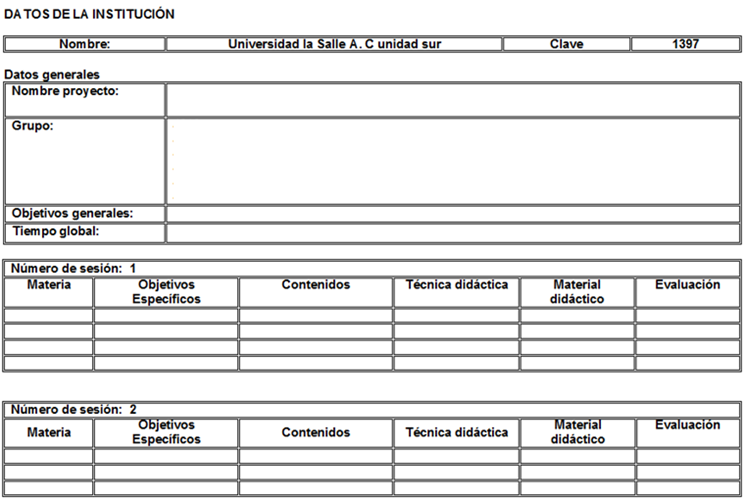 DATOS DE LA INSTITUCIÓN
Nombre: Universidad la Salle A. C unidad sur Clave 1397
Datos generales
Nombre proyecto:
Grupo:
Objetivos generales:
Tiempo global:
Número de sesión: 1
Materia Objetivos Específicos Contenidos Técnica didáctica Material didáctico Evaluación
Número de sesión: 2
Materia Objetivos Específicos Contenidos Técnica didáctica Material didáctico Evaluación